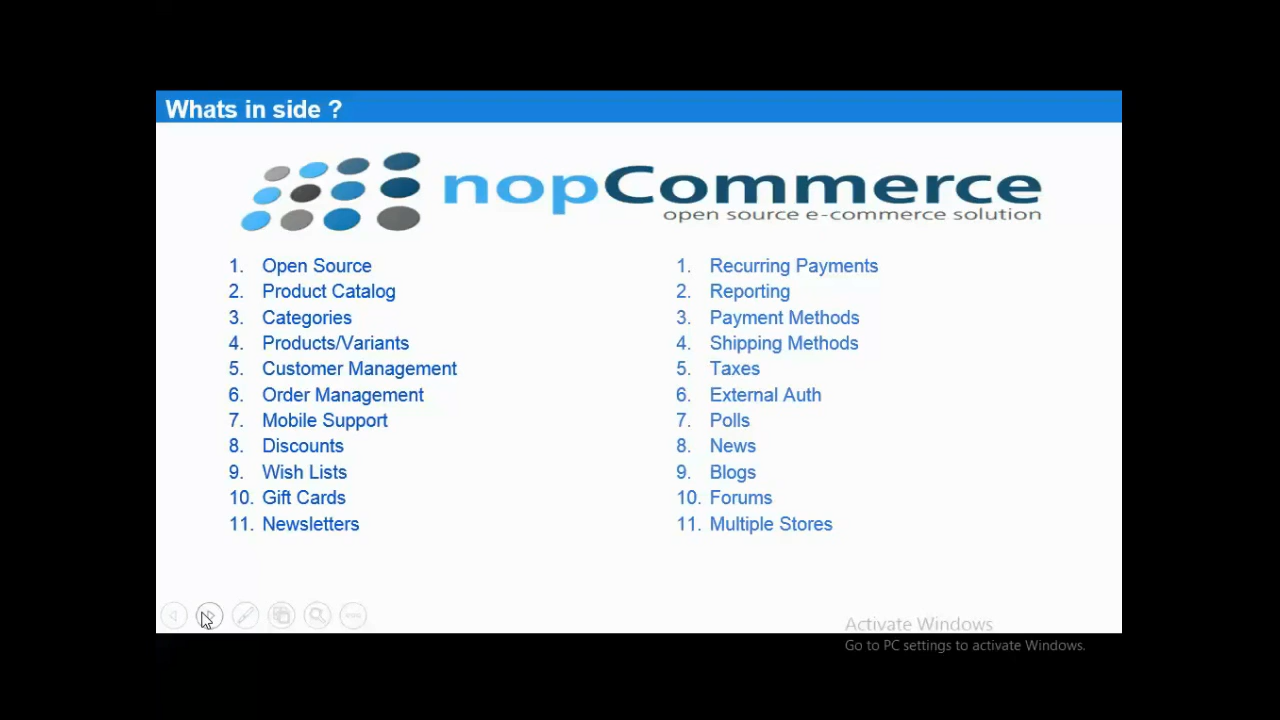 Whats in side ?
nopCommerce
open source e-commerce solution
1. Open Source
2. Product Catalog
3. Categories
4. Products/Variants
5. Customer Management
6. Order Management
7. Mobile Support
8. Discounts
9. Wish Lists
10. Gift Cards
11. Newsletters
1. Recurring Payments
2. Reporting
3. Payment Methods
4. Shipping Methods
5. Taxes
6. External Auth
7. Polls
8. News
9. Blogs
10. Forums
11. Multiple Stores
Activate Windows
Go to PC settings to activate Windows.